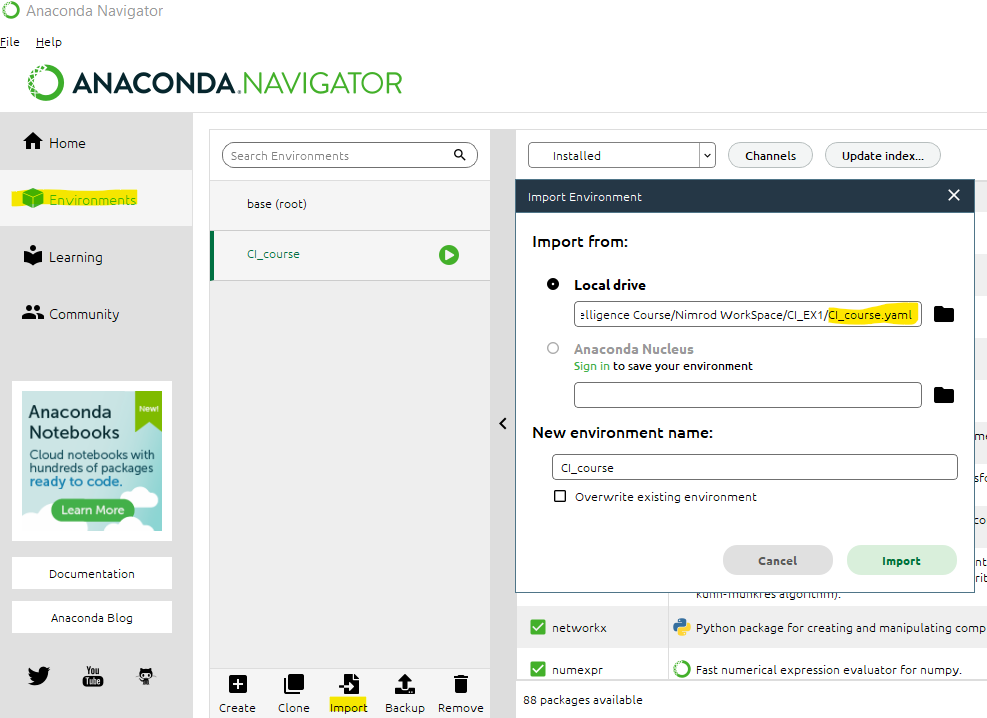 Anaconda Navigator
File Help
ANACONDA.NAVIGATOR
Home
Environments
Learning
Community
Anaconda
Notebooks
New!
Cloud notebooks with
hundreds of packages
ready to code.
Learn More
Documentation
Anaconda Blog
You
Tube
Search Environments
base (root)
CI_course
Create Clone Import Backup Remove
Installed Channels Update index...
Import Environment
Import from:
Local drive
elligence Course/Nimrod WorkSpace/CI_EX1/CI_course.yaml
Anaconda Nucleus
Sign in to save your environment
New environment name:
CI_course
Overwrite existing environment
Cancel Import
kuhn-munkres algorithm).
networkx Python package for creating and manipulating comp
numexpr Fast numerical expression evaluator for numpy.
88 packages available